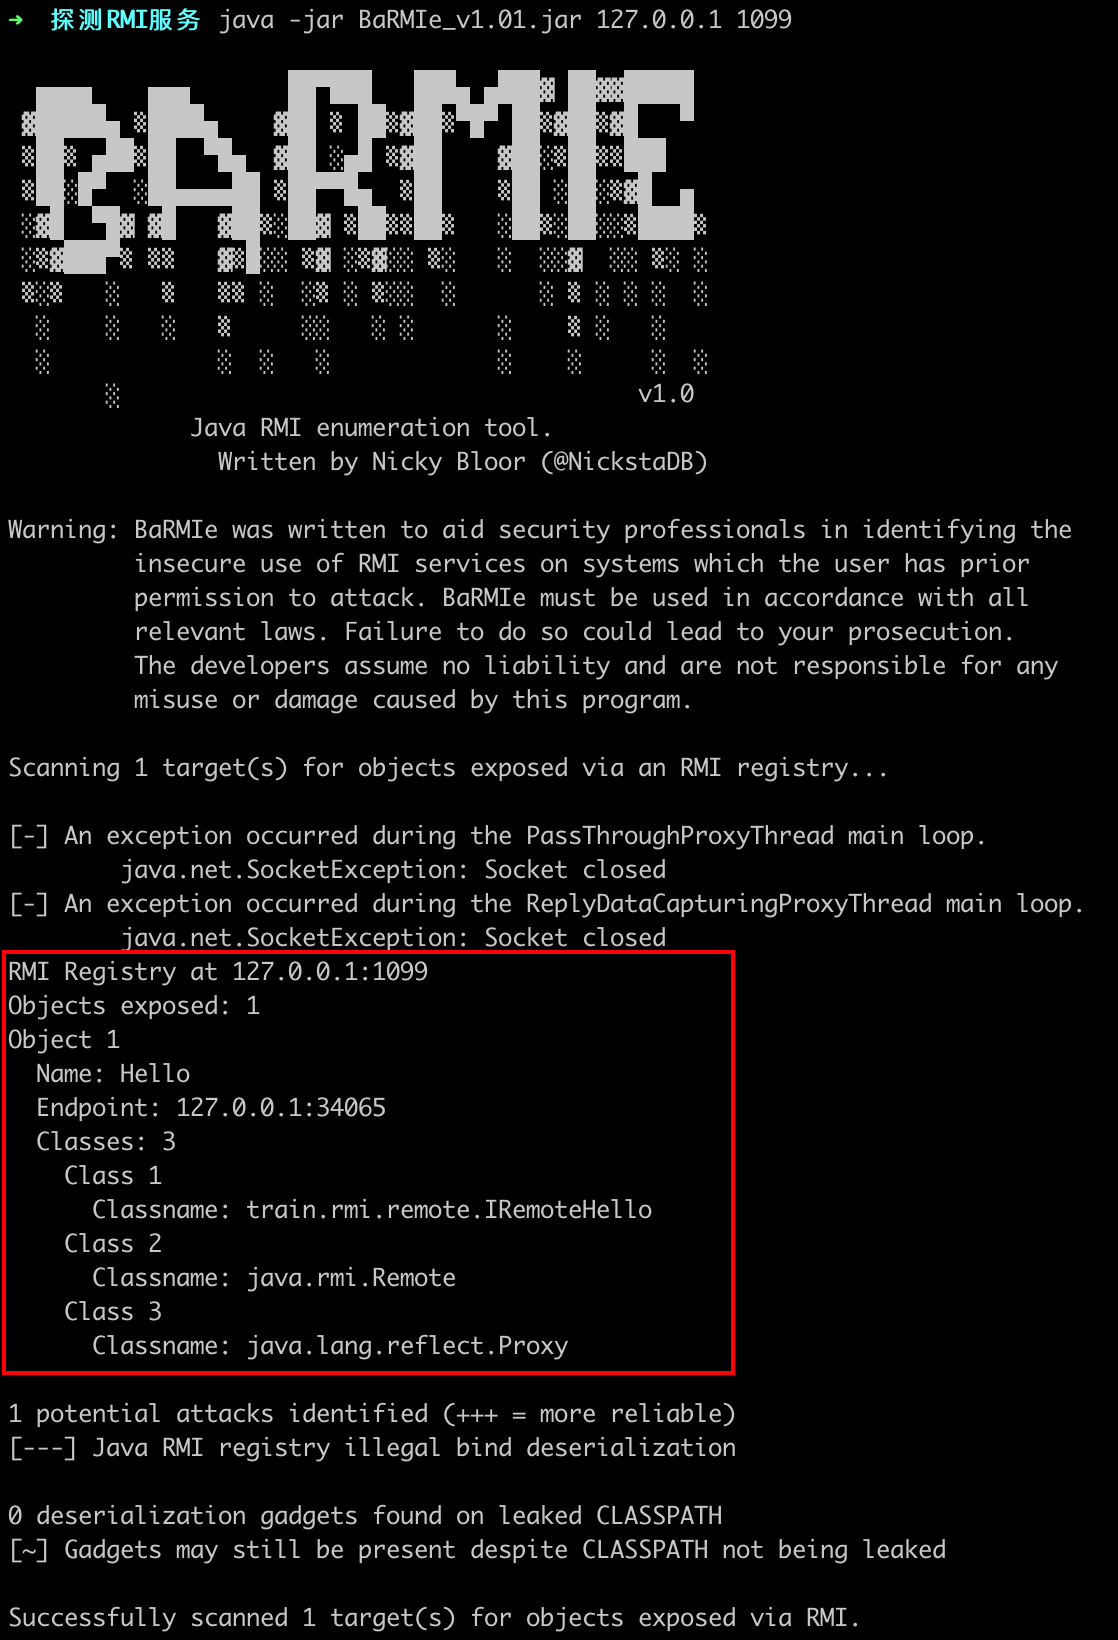 ➜  探测RMI服务 java -jar BaRMIe_v1.01.jar 127.0.0.1 1099
BARMIE
v1.0
Java RMI enumeration tool.
Written by Nicky Bloor (@NickstaDB)
Warning: BaRMIe was written to aid security professionals in identifying the
insecure use of RMI services on systems which the user has prior
permission to attack. BaRMIe must be used in accordance with all
relevant laws. Failure to do so could lead to your prosecution.
The developers assume no liability and are not responsible for any
misuse or damage caused by this program.
Scanning 1 target(s) for objects exposed via an RMI registry...
[-] An exception occurred during the PassThroughProxyThread main loop.
java.net.SocketException: Socket closed
[-] An exception occurred during the ReplyDataCapturingProxyThread main loop.
java.net.SocketException: Socket closed
RMI Registry at 127.0.0.1:1099
Objects exposed: 1
Object 1
Name: Hello
Endpoint: 127.0.0.1:34065
Classes: 3
Class 1
Classname: train.rmi.remote.IRemoteHello
Class 2
Classname: java.rmi.Remote
Class 3
Classname: java.lang.reflect.Proxy
1 potential attacks identified (+++ = more reliable)
[---] Java RMI registry illegal bind deserialization
0 deserialization gadgets found on leaked CLASSPATH
[~] Gadgets may still be present despite CLASSPATH not being leaked
Successfully scanned 1 target(s) for objects exposed via RMI.